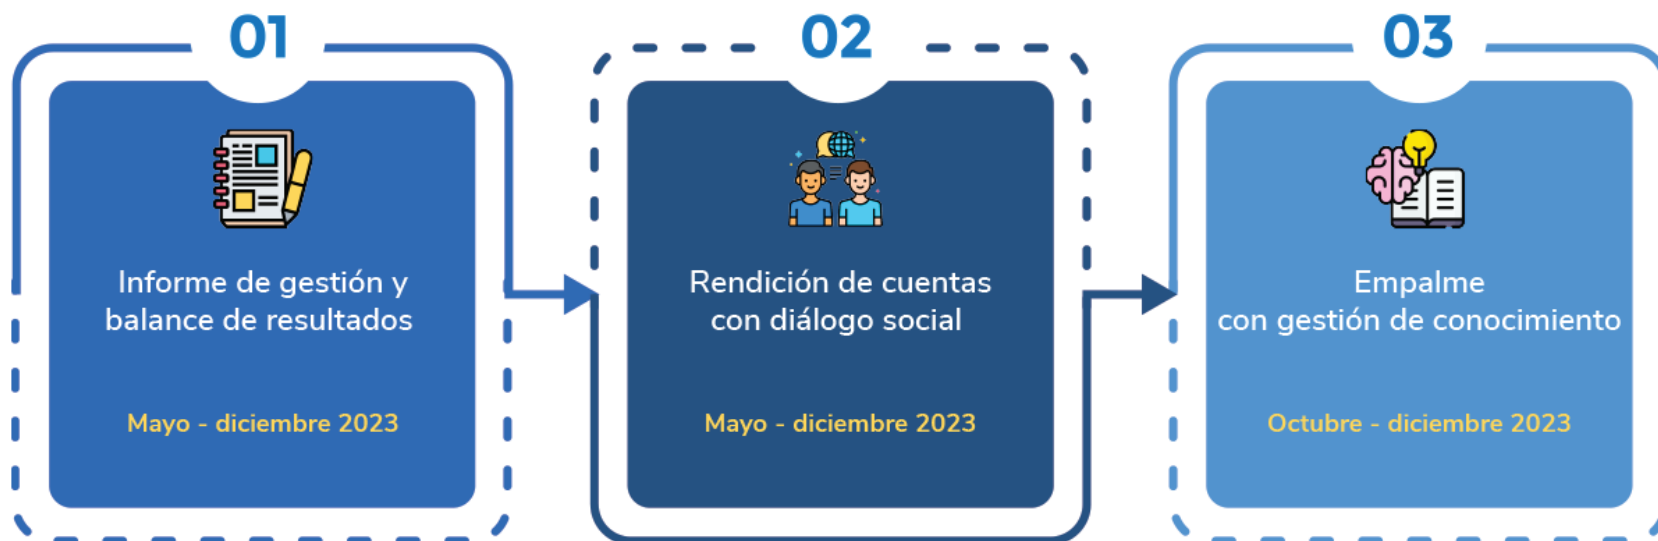 01
Informe de gestión y
balance de resultados
Mayo - diciembre 2023
02
Rendición de cuentas
con diálogo social
Mayo - diciembre 2023
03
Empalme
con gestión de conocimiento
Octubre - diciembre 2023